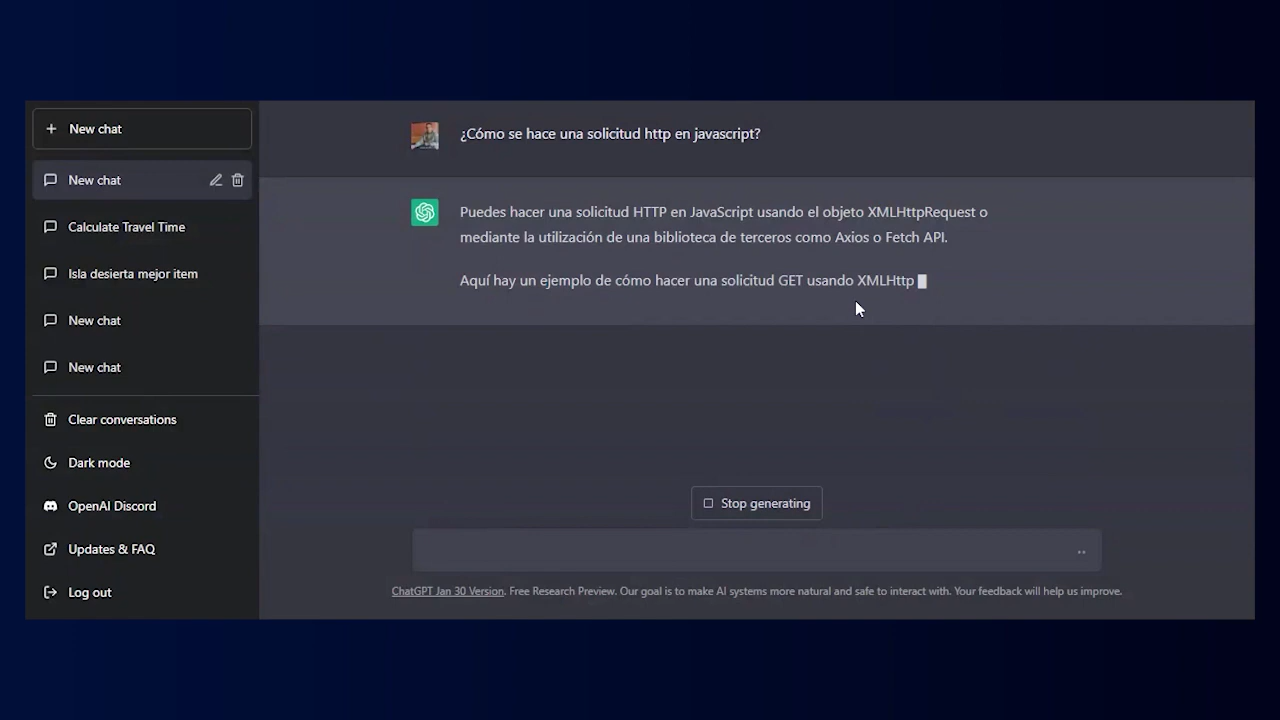 New chat
New chat
Calculate Travel Time
Isla desierta mejor item
New chat
New chat
Clear conversations
Dark mode
OpenAI Discord
Updates & FAQ
Log out
¿Cómo se hace una solicitud http en javascript?
Puedes hacer una solicitud HTTP en JavaScript usando el objeto XMLHttpRequest o
mediante la utilización de una biblioteca de terceros como Axios o Fetch API.
Aquí hay un ejemplo de cómo hacer una solicitud GET usando XMLHttp
Stop generating
ChatGPT Jan 30 Version. Free Research Preview. Our goal is to make AI systems more natural and safe to interact with. Your feedback will help us improve.